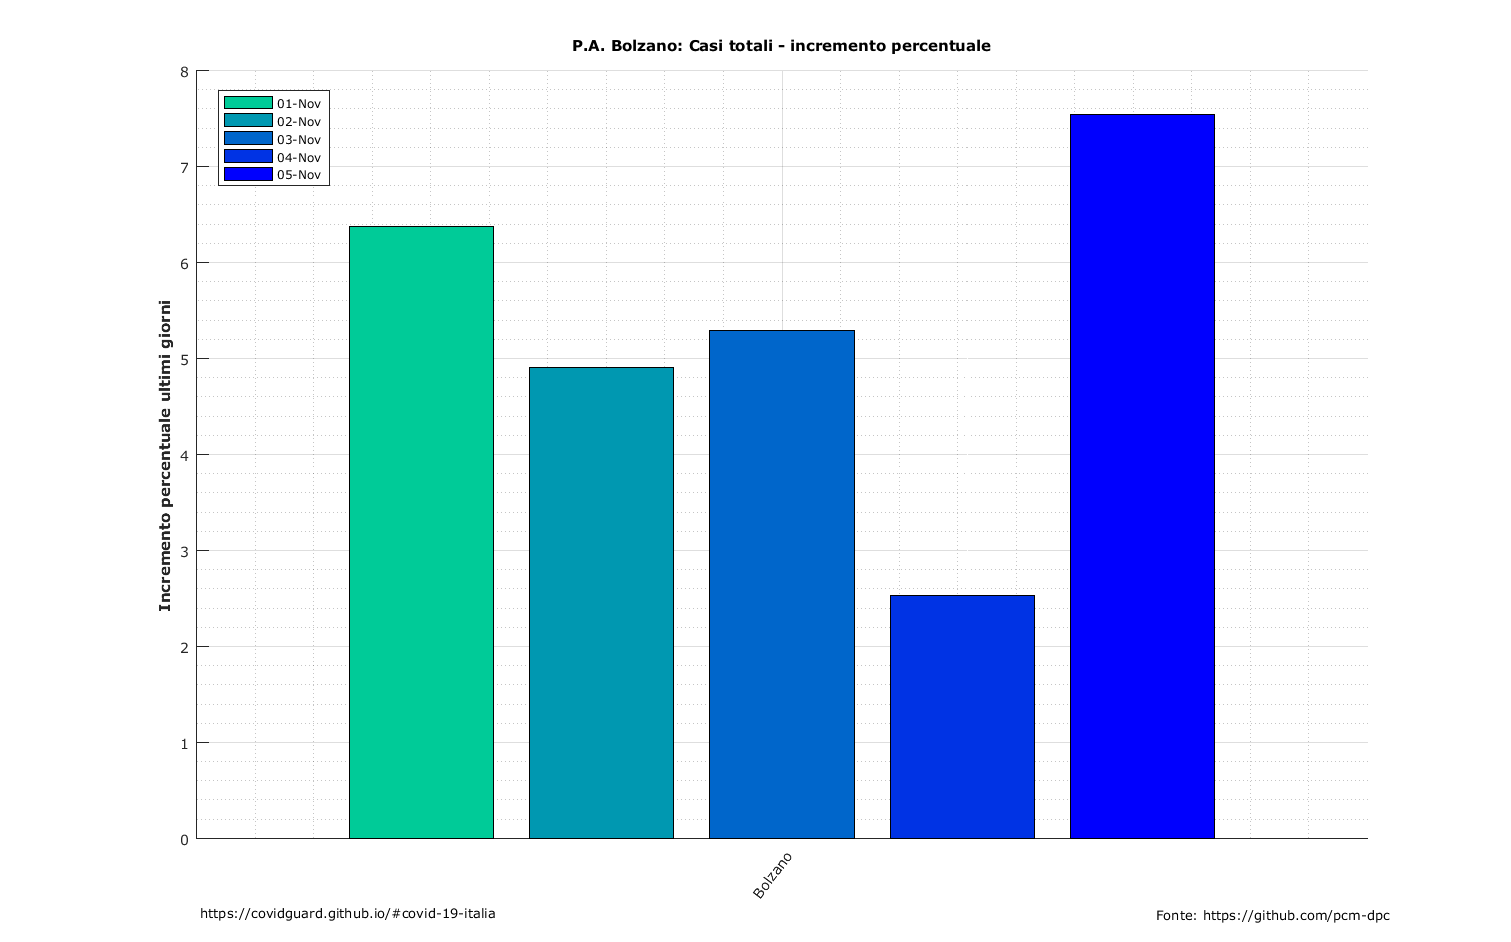 P.A. Bolzano: Casi totali - incremento percentuale
8
7
6
5
4
3
2
1
0
01-Nov
02-Nov
03-Nov
04-Nov
05-Nov
Incremento percentuale ultimi giorni
Bolzano
https://covidguard.github.io/#covid-19-italia
Fonte: https://github.com/pcm-dpc